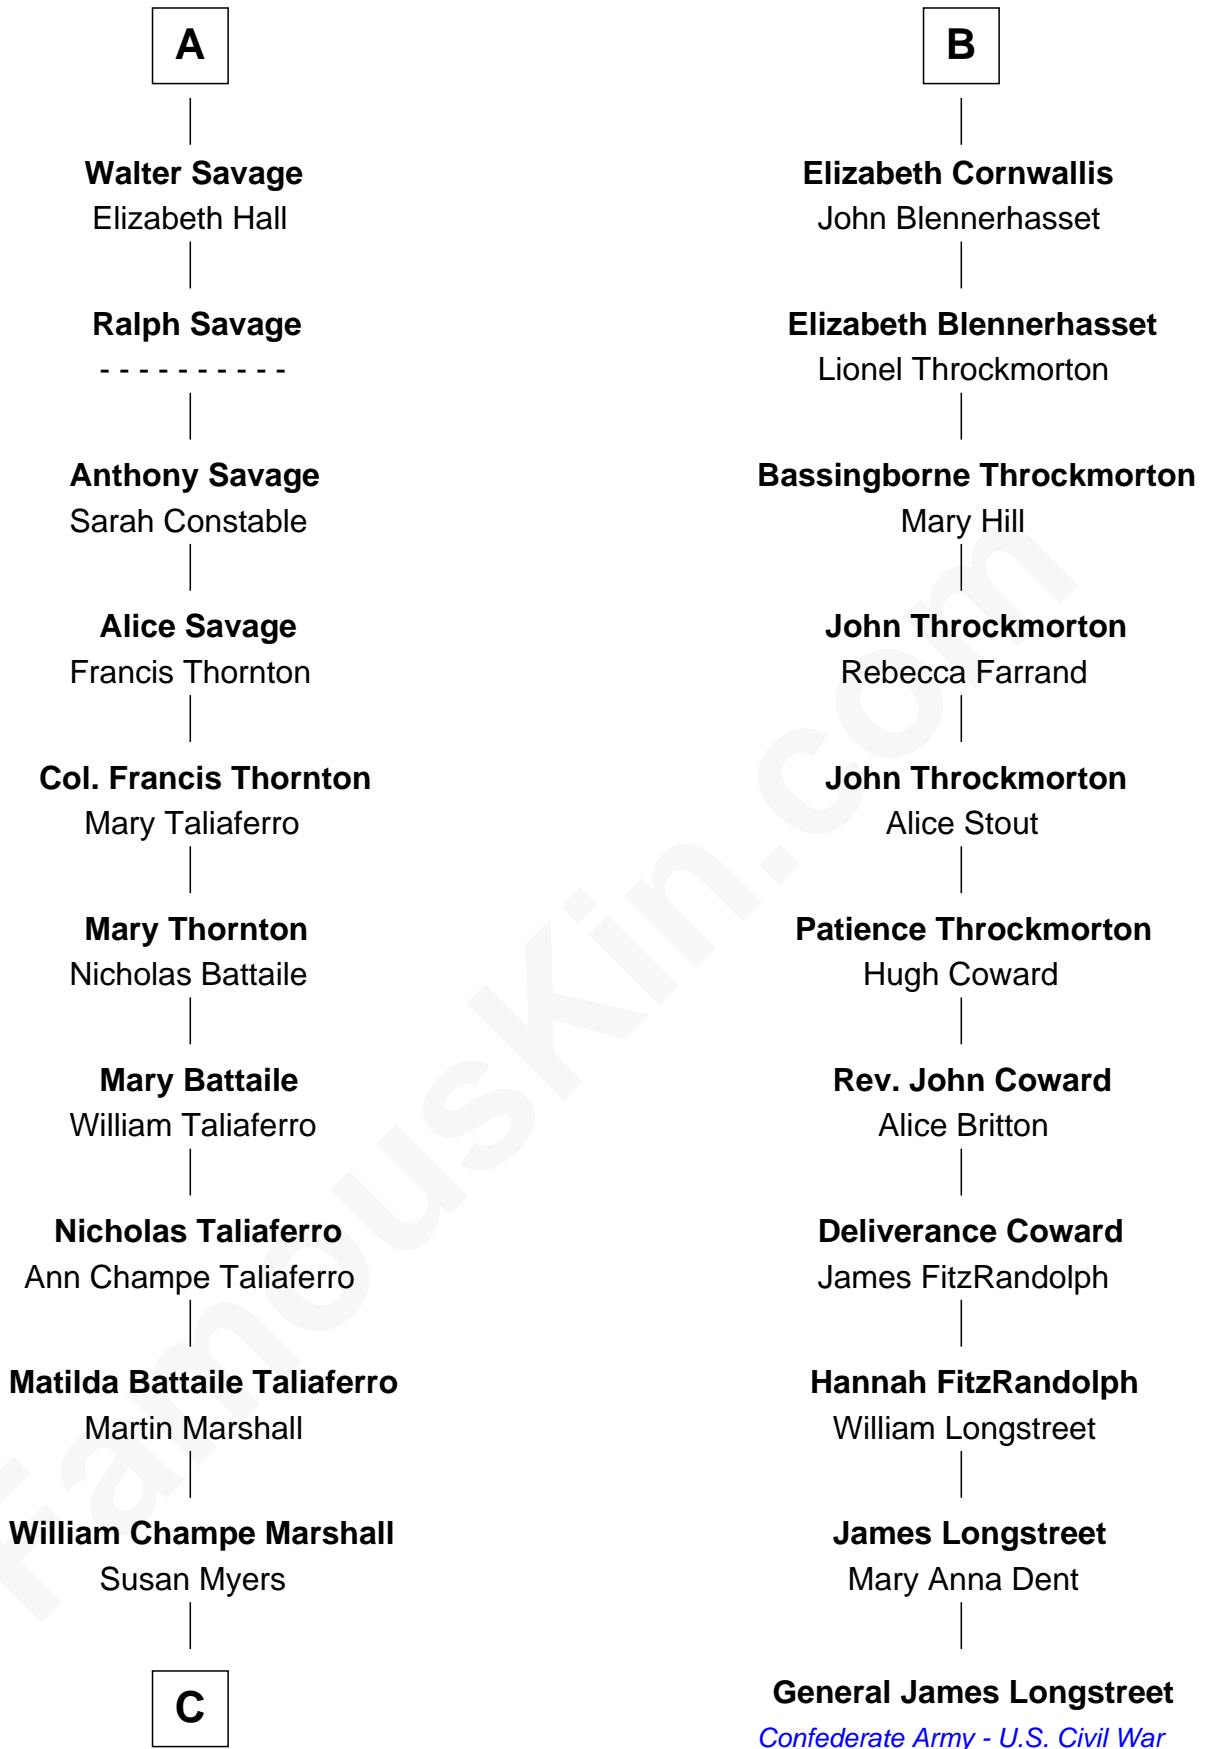 A
Walter Savage
Elizabeth Hall
Ralph Savage
- - - - - - - - - -
Anthony Savage
Sarah Constable
Alice Savage
Francis Thornton
Col. Francis Thornton
Mary Taliaferro
Mary Thornton
Nicholas Battaile
Mary Battaile
William Taliaferro
Nicholas Taliaferro
Ann Champe Taliaferro
Matilda Battaile Taliaferro
Martin Marshall
William Champe Marshall
Susan Myers
C
B
Elizabeth Cornwallis
John Blennerhasset
Elizabeth Blennerhasset
Lionel Throckmorton
Bassingborne Throckmorton
Mary Hill
John Throckmorton
Rebecca Farrand
John Throckmorton
Alice Stout
Patience Throckmorton
Hugh Coward
Rev. John Coward
Alice Britton
Deliverance Coward
James FitzRandolph
Hannah FitzRandolph
William Longstreet
James Longstreet
Mary Anna Dent
General James Longstreet
Confederate Army - U.S. Civil War
FamousKin.com